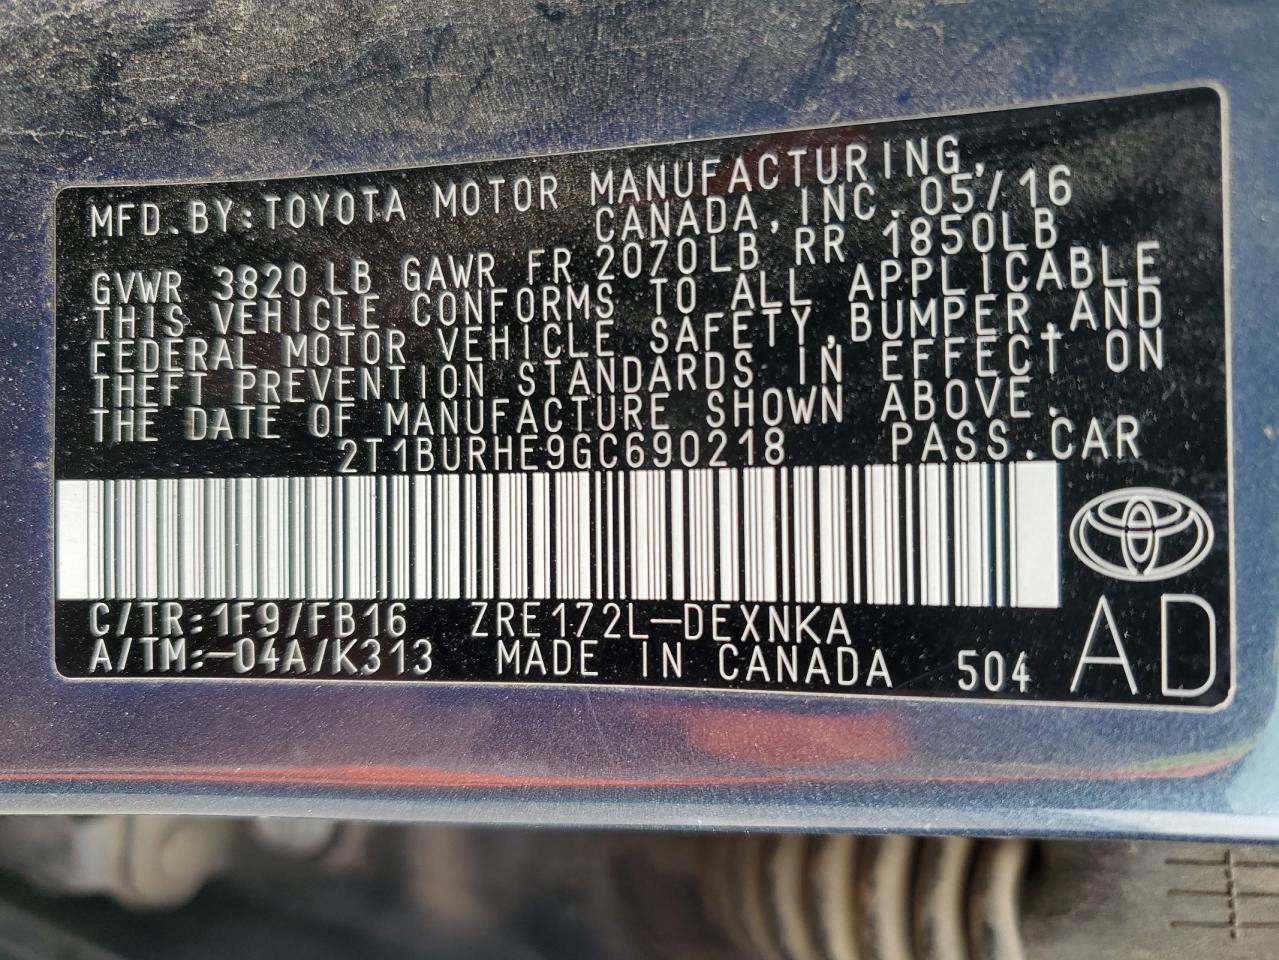 MFD. BY: TOYOTA MOTOR MANUFACTURING,
CANADA, INC. 05/16
GVWR 3820 LB GAWR FR 2070LB RR 1850LB
THIS VEHICLE CONFORMS TO ALL APPLICABLE
FEDERAL MOTOR VEHICLE SAFETY, BUMPER, AND
THEFT PREVENTION STANDARDS IN EFFECT ON
THE DATE OF MANUFACTURE SHOWN ABOVE.
2T1BURHE9GC690218 PASS. CAR
C/TR: 1F9/FB16 ZRE172L-DEXNKA
A/TM: -04A/K313 MADE IN CANADA 504 AD